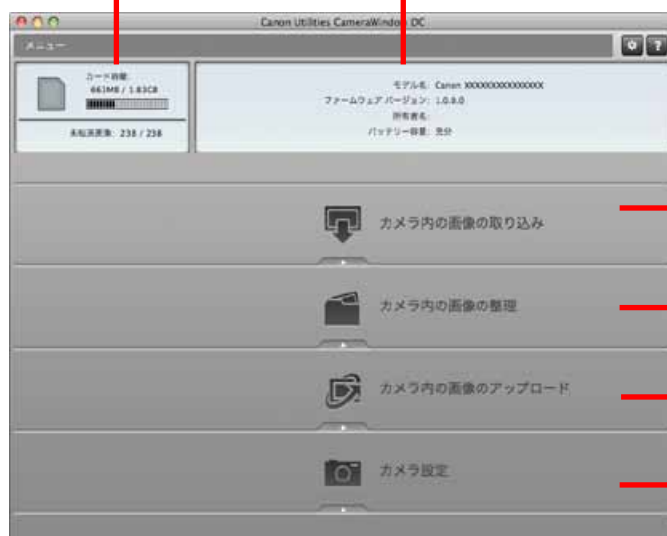 Canon Utilities CameraWindow DC
メニュー
?
カード容量:
661MB / 1.83GB
未転送画像: 238 / 238
モデル名: Canon XXXXXXXXXXXXXXX
ファームウェア バージョン: 1.0.8.0
所有者名:
バッテリー容量: 充分
カメラ内の画像の取り込み
カメラ内の画像の整理
カメラ内の画像のアップロード
カメラ設定